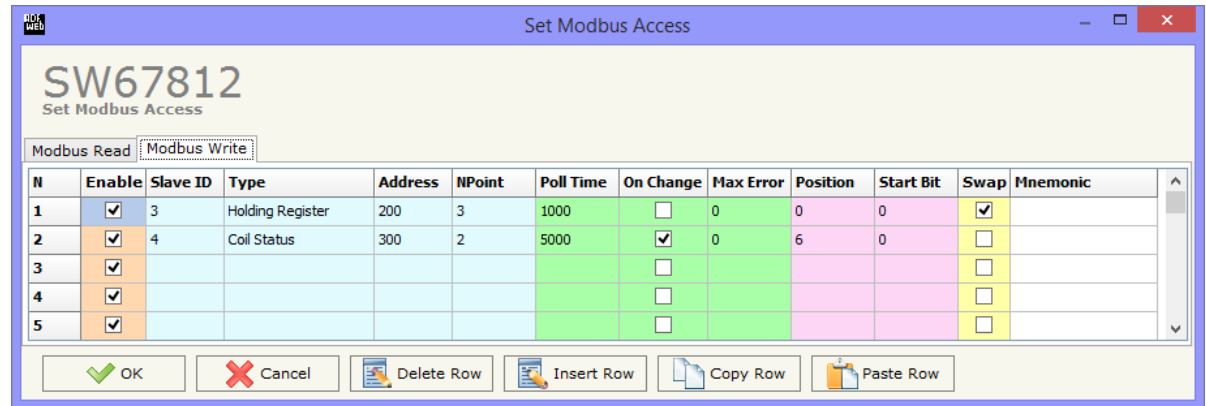 ADF
WEB
Set Modbus Access
SW67812
Set Modbus Access
Modbus Read Modbus Write
N Enable Slave ID Type Address NPoint Poll Time On Change Max Error Position Start Bit Swap Mnemonic
1 3 Holding Register 200 3 1000 0 0 0
2 4 Coil Status 300 2 5000 0 6 0
3
4
5
OK Cancel Delete Row Insert Row Copy Row Paste Row